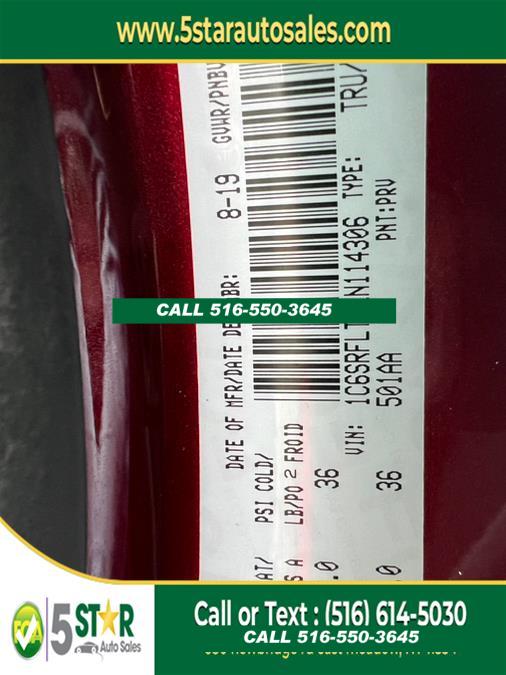 www.5starautosales.com
GVWR/PNBV
8-19
DATE OF MFR/DATE DE
BR:
TRU/
TYPE:
N114306
1C6SRFLT
VIN:
PNT:PRV
501AA
PSI COLD/
LB/PO 2 FROID
36
36
CALL 516-550-3645
5 STAR
Auto Sales
Call or Text : (516) 614-5030
CALL 516-550-3645